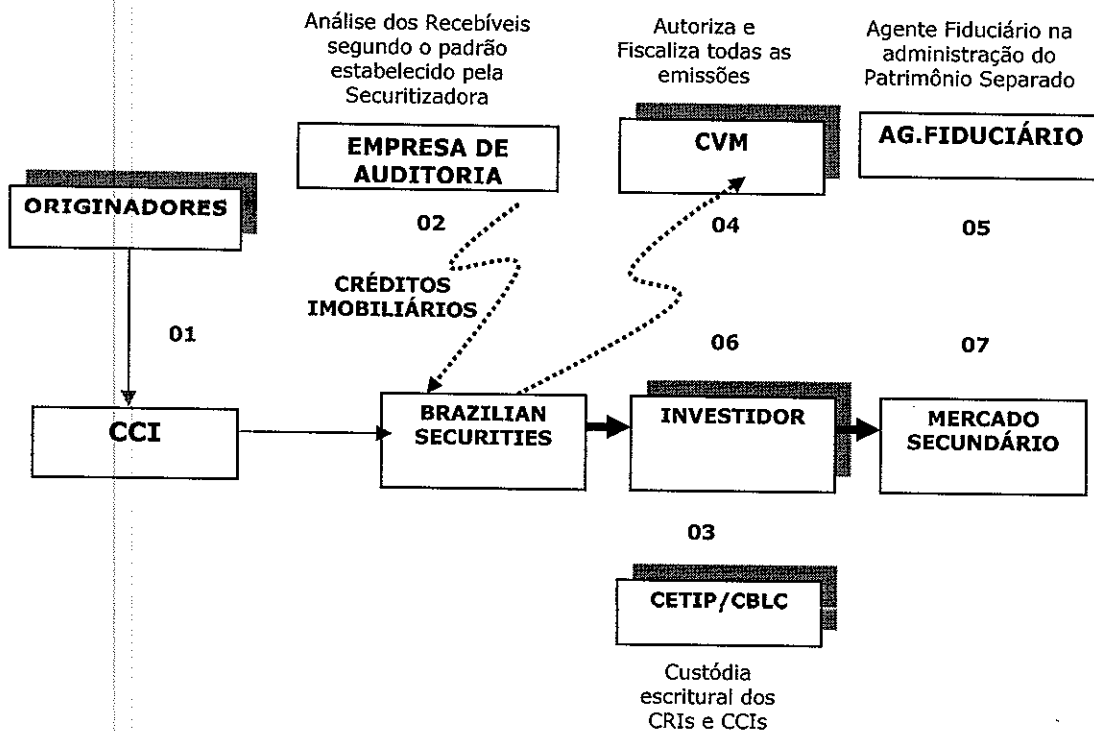 Análise dos Recebíveis
segundo o padrão
estabelecido pela
Securitizadora
Autoriza e
Fiscaliza todas as
emissões
Agente Fiduciário na
administração do
Patrimônio Separado
EMPRESA DE
AUDITORIA
CVM
AG.FIDUCIÁRIO
ORIGINADORES
02
04
05
CRÉDITOS
IMOBILIÁRIOS
01
06
07
CCI
BRAZILIAN
SECURITIES
INVESTIDOR
MERCADO
SECUNDÁRIO
03
CETIP/CBLC
Custódia
escritural dos
CRIs e CCIs